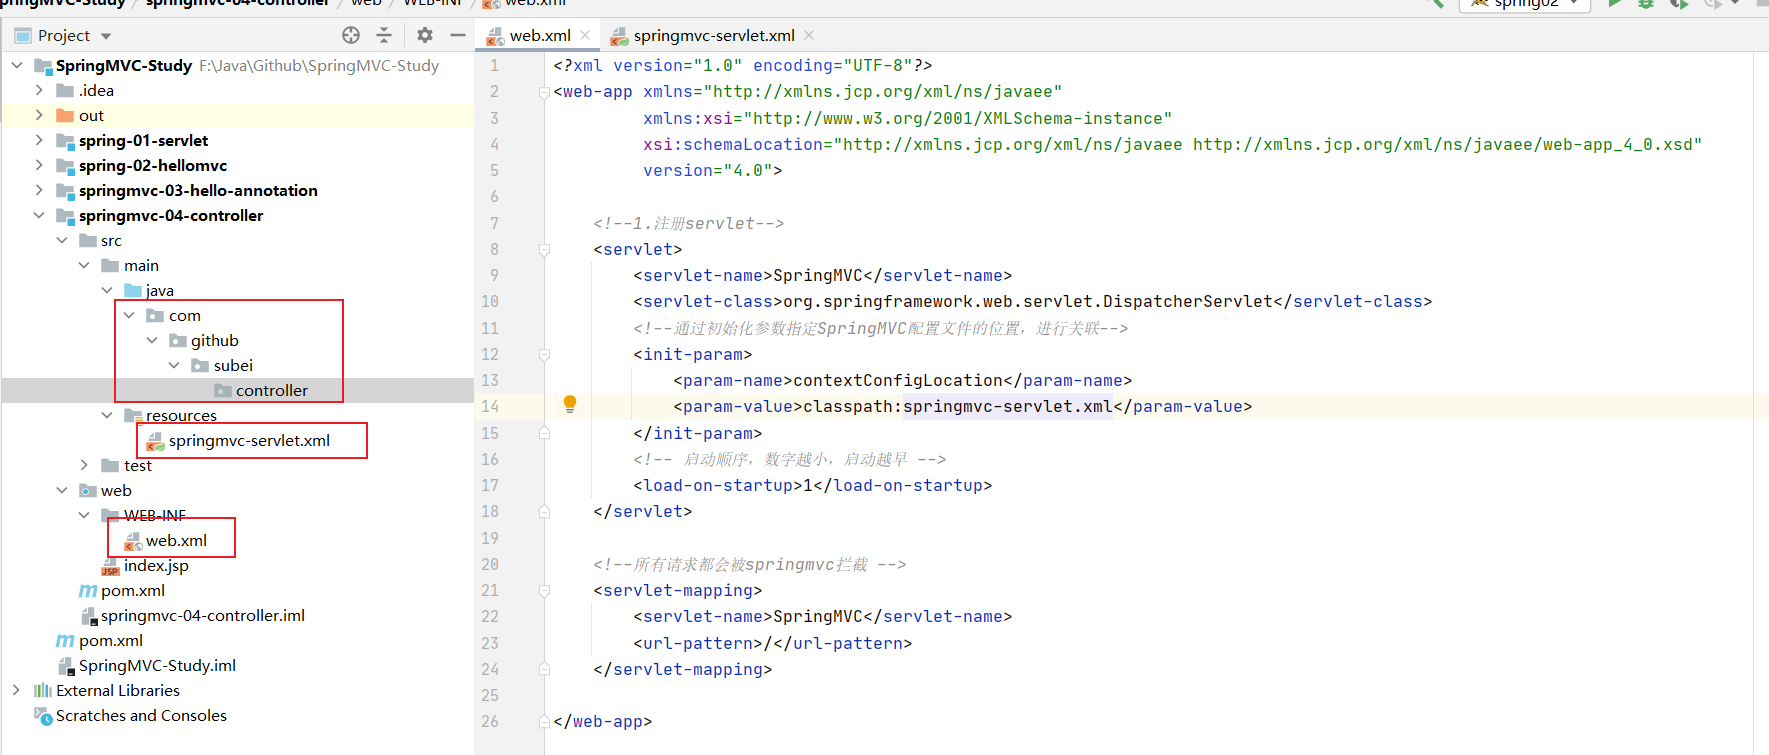 springmvc-04-controller
web
WEB-INF
web.xml
spring02
Project
web.xml
springmvc-servlet.xml
SpringMVC-Study F:\Java\Github\SpringMVC-Study
.idea
out
spring-01-servlet
spring-02-hellomvc
springmvc-03-hello-annotation
springmvc-04-controller
src
main
java
com
github
subei
controller
resources
springmvc-servlet.xml
test
web
WEB-INF
web.xml
index.jsp
pom.xml
springmvc-04-controller.iml
pom.xml
SpringMVC-Study.iml
External Libraries
Scratches and Consoles
1 <?xml version="1.0" encoding="UTF-8"?>
2 <web-app xmlns="http://xmlns.jcp.org/xml/ns/javaee"
3 xmlns:xsi="http://www.w3.org/2001/XMLSchema-instance"
4 xsi:schemaLocation="http://xmlns.jcp.org/xml/ns/javaee http://xmlns.jcp.org/xml/ns/javaee/web-app_4_0.xsd"
5 version="4.0">
6
7 <!--1.注册servlet-->
8 <servlet>
9 <servlet-name>SpringMVC</servlet-name>
10 <servlet-class>org.springframework.web.servlet.DispatcherServlet</servlet-class>
11 <!--通过初始化参数指定SpringMVC配置文件的位置，进行关联-->
12 <init-param>
13 <param-name>contextConfigLocation</param-name>
14 <param-value>classpath:springmvc-servlet.xml</param-value>
15 </init-param>
16 <!-- 启动顺序，数字越小，启动越早 -->
17 <load-on-startup>1</load-on-startup>
18 </servlet>
19
20 <!--所有请求都会被springmvc拦截 -->
21 <servlet-mapping>
22 <servlet-name>SpringMVC</servlet-name>
23 <url-pattern>/</url-pattern>
24 </servlet-mapping>
25
26 </web-app>